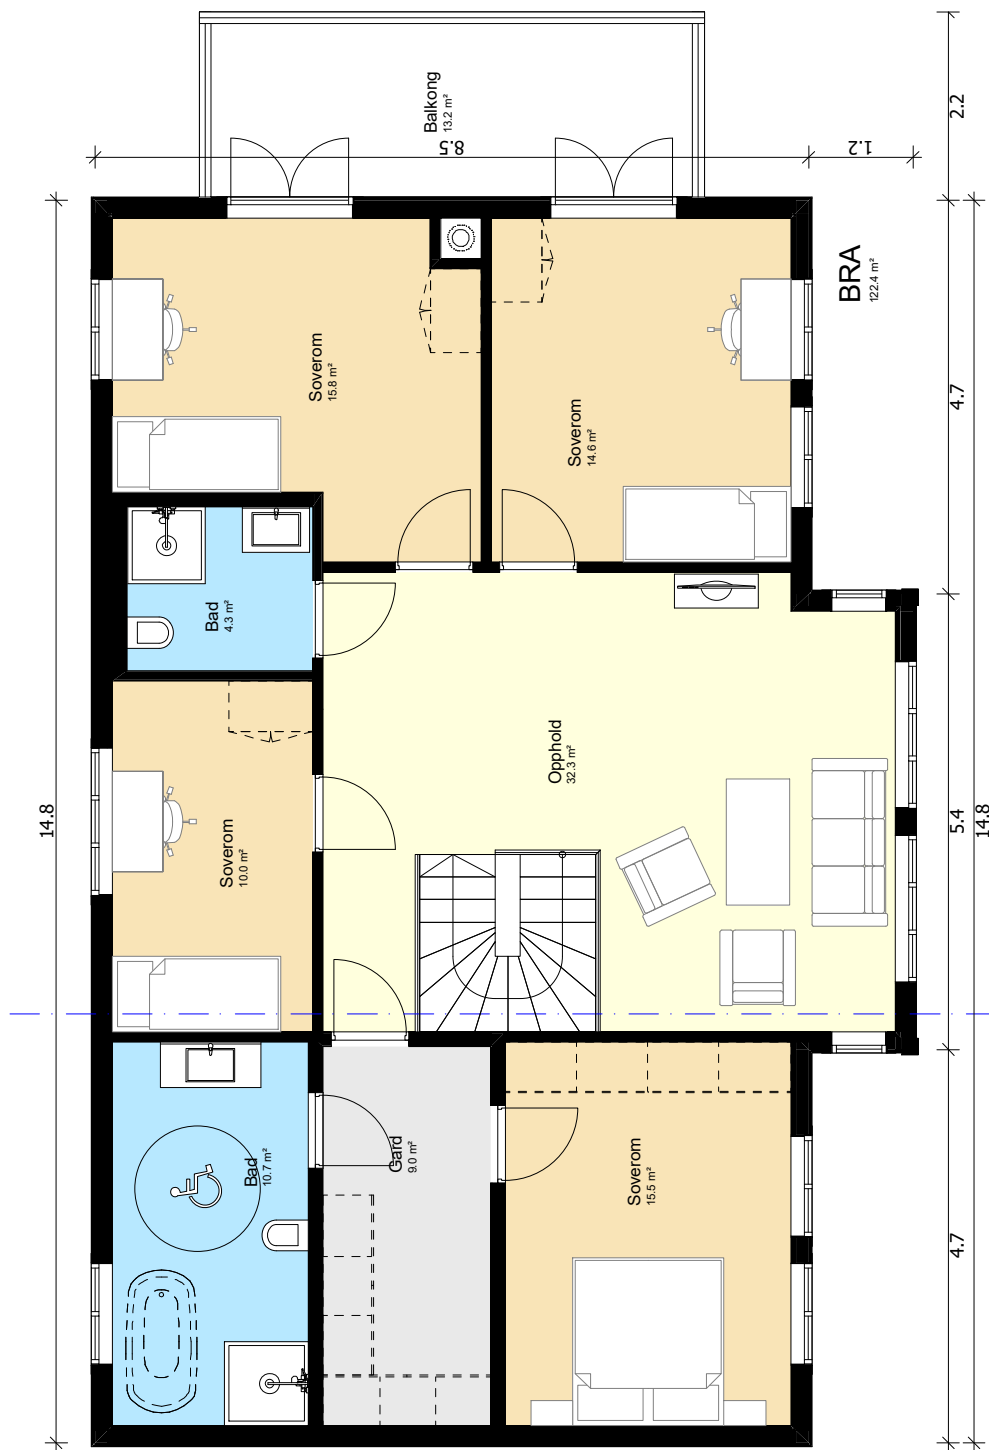 2.2
Balkong
13.2 m²
8.5
1.2
BRA
122.4 m²
Soverom
15.8 m²
4.7
Soverom
14.6 m²
Bad
4.3 m²
Opphold
32.3 m²
14.8
5.4
14.8
Soverom
10.0 m²
Gard
9.0 m²
Bad
10.7 m²
Soverom
15.5 m²
4.7